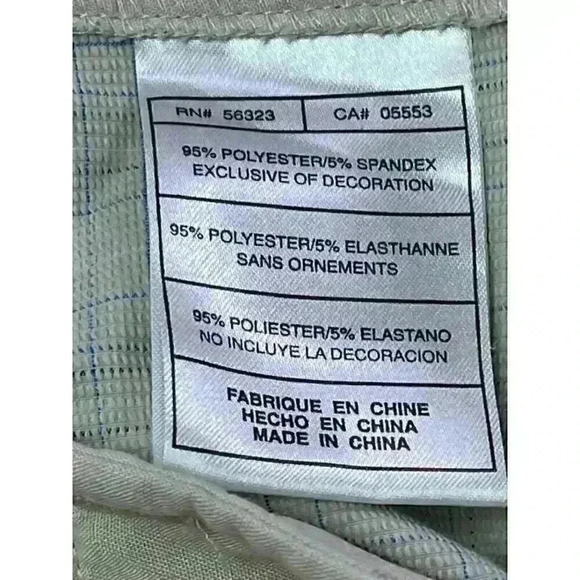 RN# 56323 CA# 05553
95% POLYESTER/5% SPANDEX
EXCLUSIVE OF DECORATION
95% POLYESTER/5% ELASTHANNE
SANS ORNEMENTS
95% POLIESTER/5% ELASTANO
NO INCLUYE LA DECORACION
FABRIQUE EN CHINE
HECHO EN CHINA
MADE IN CHINA